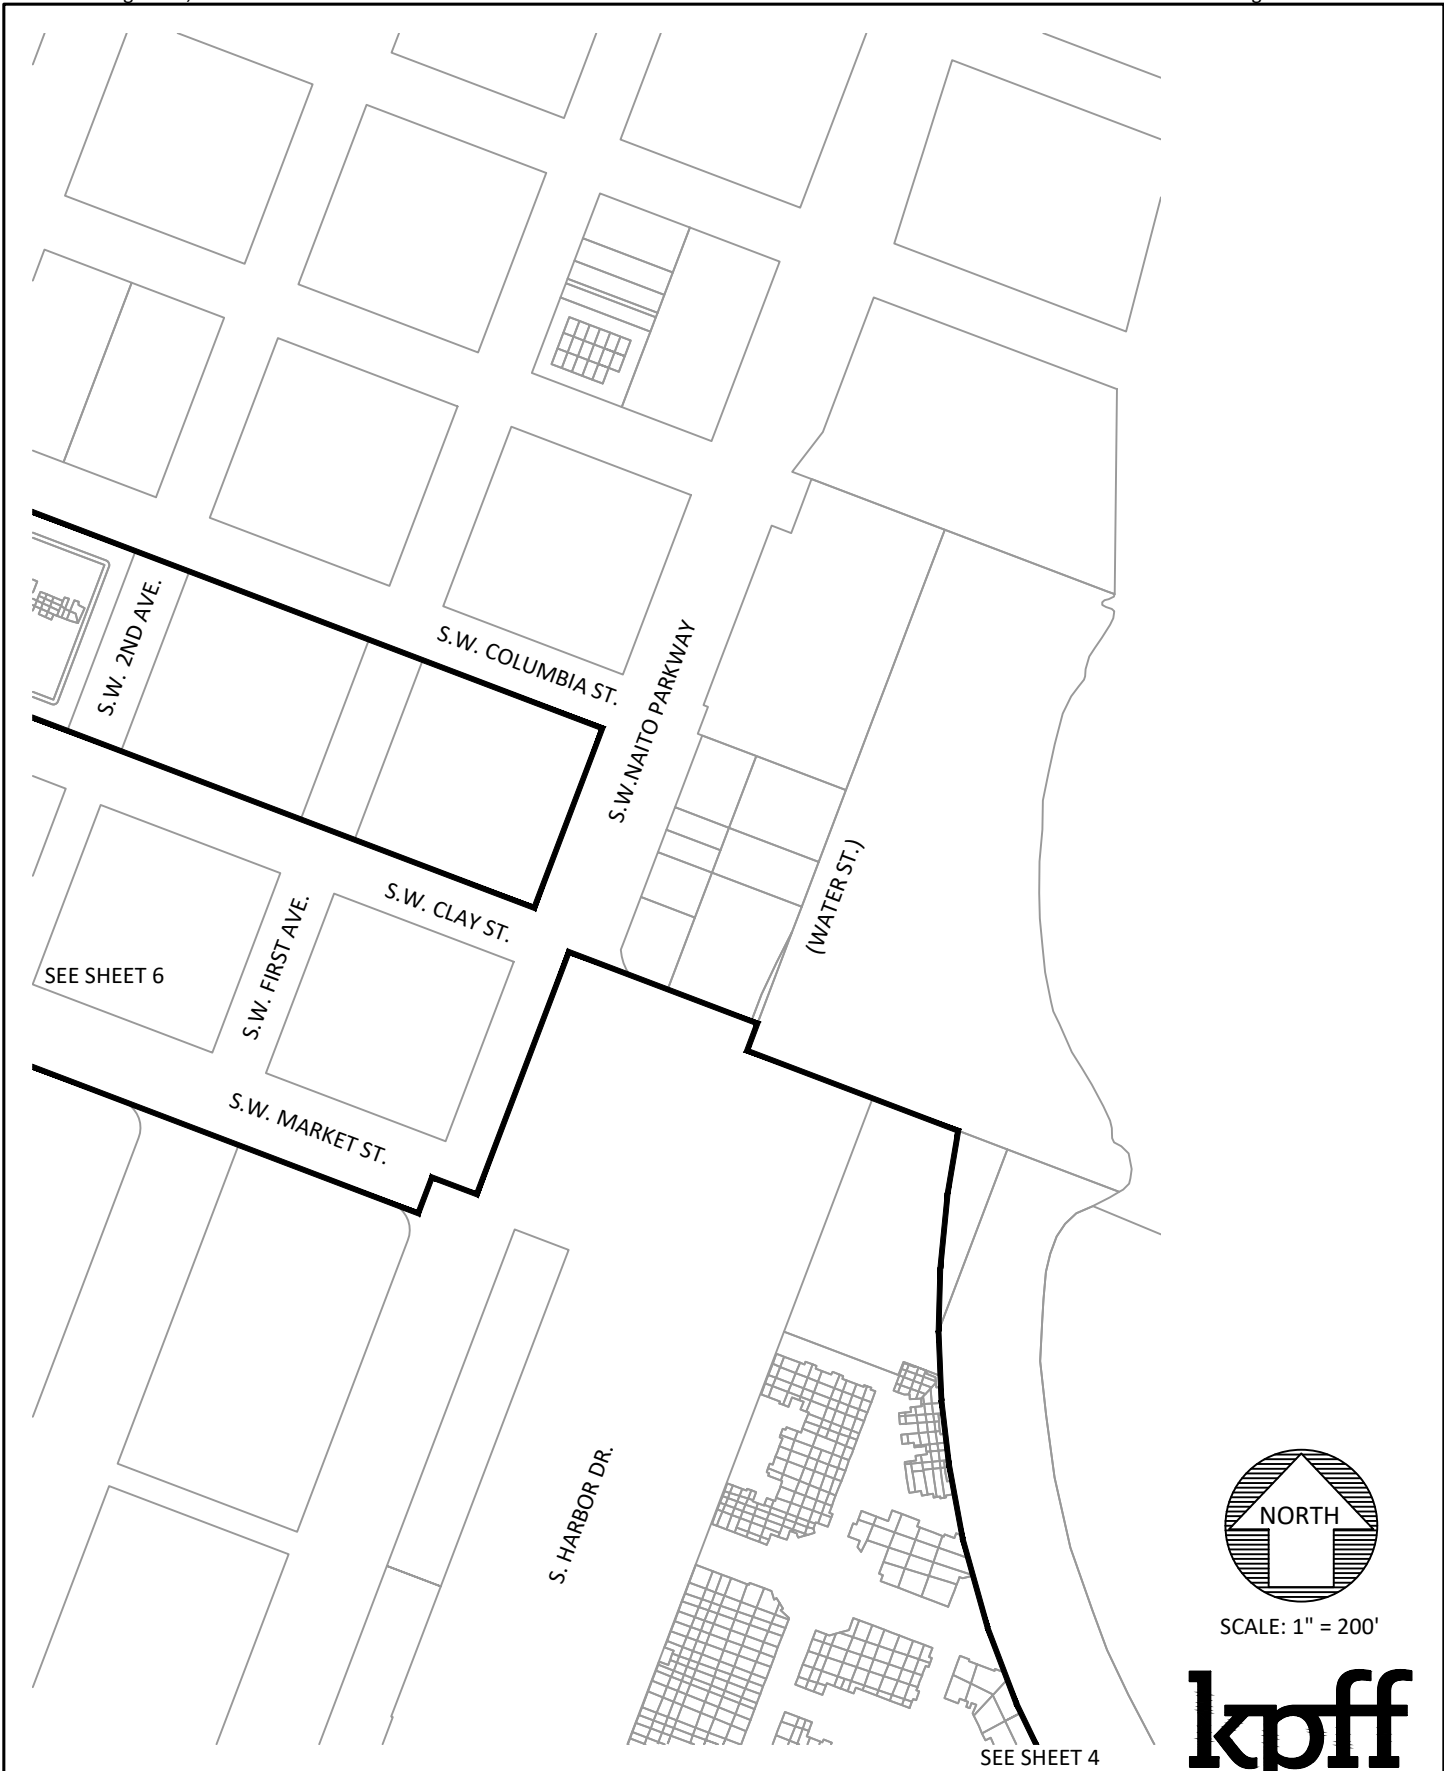 S.W. 2ND AVE.
S.W. COLUMBIA ST.
S.W.NAITO PARKWAY
(WATER ST.)
S.W. CLAY ST.
S.W. FIRST AVE.
SEE SHEET 6
S.W. MARKET ST.
S. HARBOR DR.
NORTH
SCALE: 1" = 200'
kpff
SEE SHEET 4